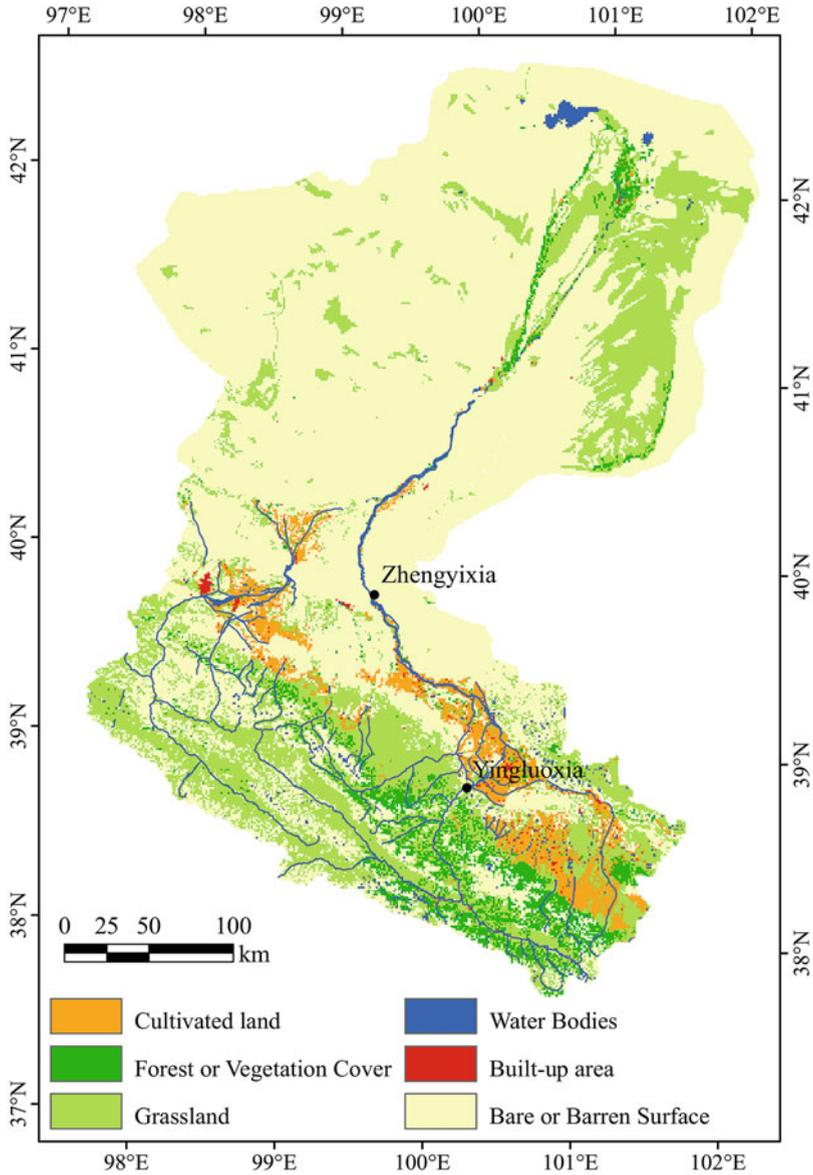 97°E 98°E 99°E 100°E 101°E 102°E
42°N
42°N
41°N
41°N
40°N
40°N
Zhengyixia
39°N
39°N
Yingluoxia
38°N
38°N
0 25 50 100
km
Cultivated land
Water Bodies
Forest or Vegetation Cover
Built-up area
Grassland
Bare or Barren Surface
37°N
98°E 99°E 100°E 101°E 102°E